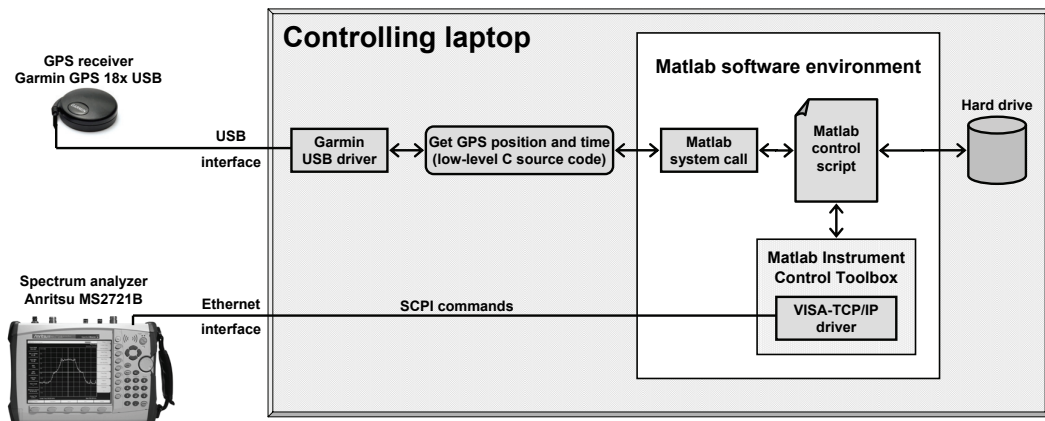 Controlling laptop
GPS receiver
Garmin GPS 18x USB
USB
interface
Garmin
USB driver
Get GPS position and time
(low-level C source code)
Matlab software environment
Matlab
system call
Matlab
control
script
Hard drive
Matlab Instrument
Control Toolbox
VISA-TCP/IP
driver
Spectrum analyzer
Anritsu MS2721B
Ethernet
interface
SCPI commands